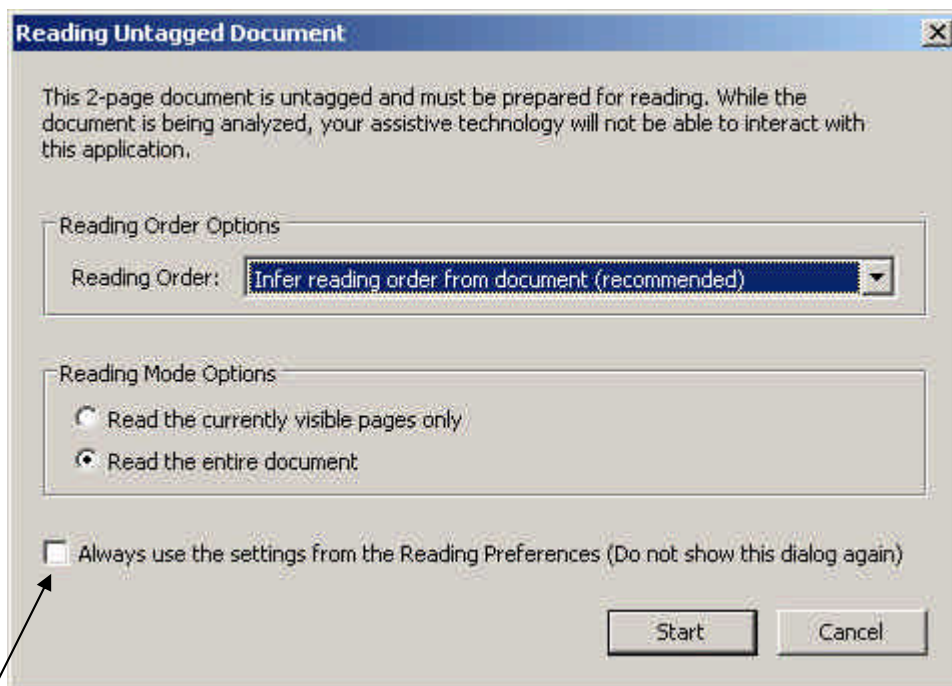 Reading Untagged Document
This 2-page document is untagged and must be prepared for reading. While the
document is being analyzed, your assistive technology will not be able to interact with
this application.
Reading Order Options
Reading Order: Infer reading order from document (recommended)
Reading Mode Options
Read the currently visible pages only
Read the entire document
Always use the settings from the Reading Preferences (Do not show this dialog again)
Start Cancel